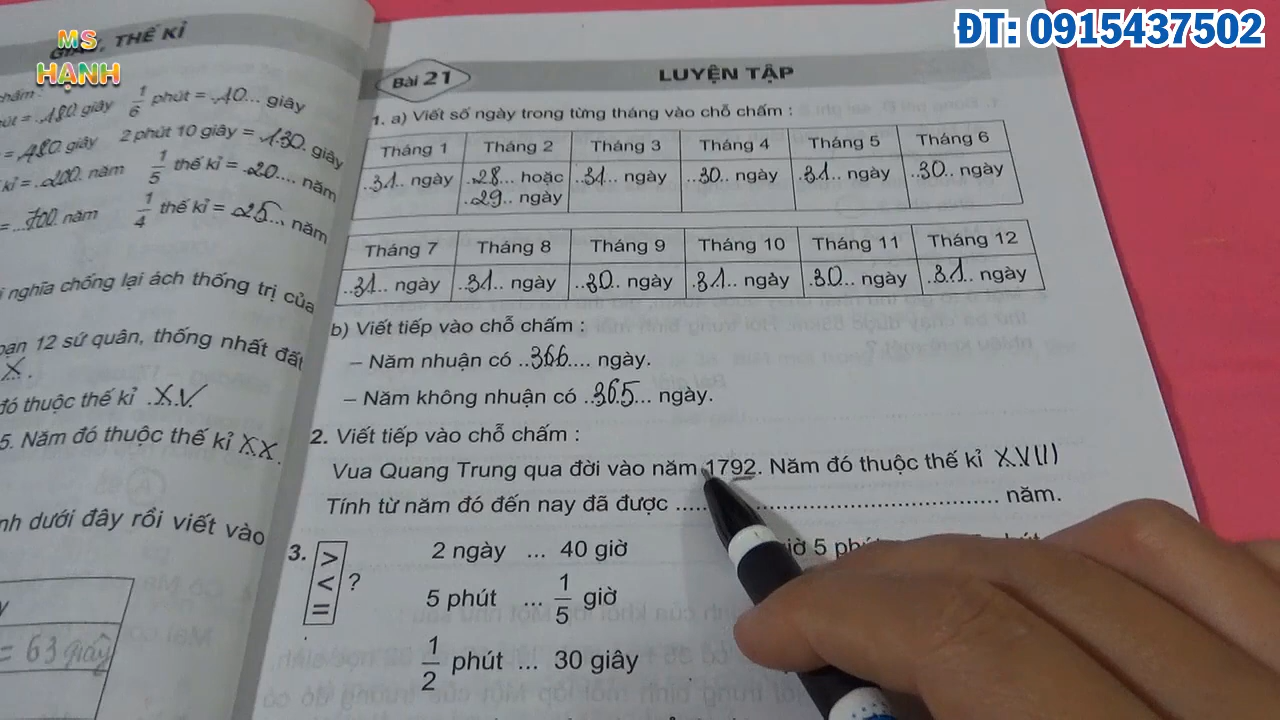 ĐT: 0915437502
MS
HẠNH
GIÂY, THẾ KỈ
chấm :
phút = ..180.. giây 1/6 phút = ..10... giây
= ..480.. giây 2 phút 10 giây = ..130.. giây
kỉ = ..200.. năm 1/5 thế kỉ = ..20.... năm
= ...700.. năm 1/4 thế kỉ = ..25... năm
nghĩa chống lại ách thống trị của
12 sứ quân, thống nhất đất
X.
đó thuộc thế kỉ .XV
5. Năm đó thuộc thế kỉ XX.
dưới đây rồi viết vào
= 63 giây
Bài 21 LUYỆN TẬP
1. a) Viết số ngày trong từng tháng vào chỗ chấm :
Tháng 1 Tháng 2 Tháng 3 Tháng 4 Tháng 5 Tháng 6
..31.. ngày ..28... hoặc ..31.. ngày ..30.. ngày ..31.. ngày ..30.. ngày
..29.. ngày
Tháng 7 Tháng 8 Tháng 9 Tháng 10 Tháng 11 Tháng 12
..31.. ngày ..31.. ngày ..30.. ngày ..31.. ngày ..30.. ngày ..31.. ngày
b) Viết tiếp vào chỗ chấm :
– Năm nhuận có ..366.... ngày.
– Năm không nhuận có ..365... ngày.
2. Viết tiếp vào chỗ chấm :
Vua Quang Trung qua đời vào năm 1792. Năm đó thuộc thế kỉ XVIII
Tính từ năm đó đến nay đã được .................................... năm.
3. > < = ? 2 ngày ... 40 giờ giờ 5 phút
5 phút ... 1/5 giờ
1/2 phút ... 30 giây